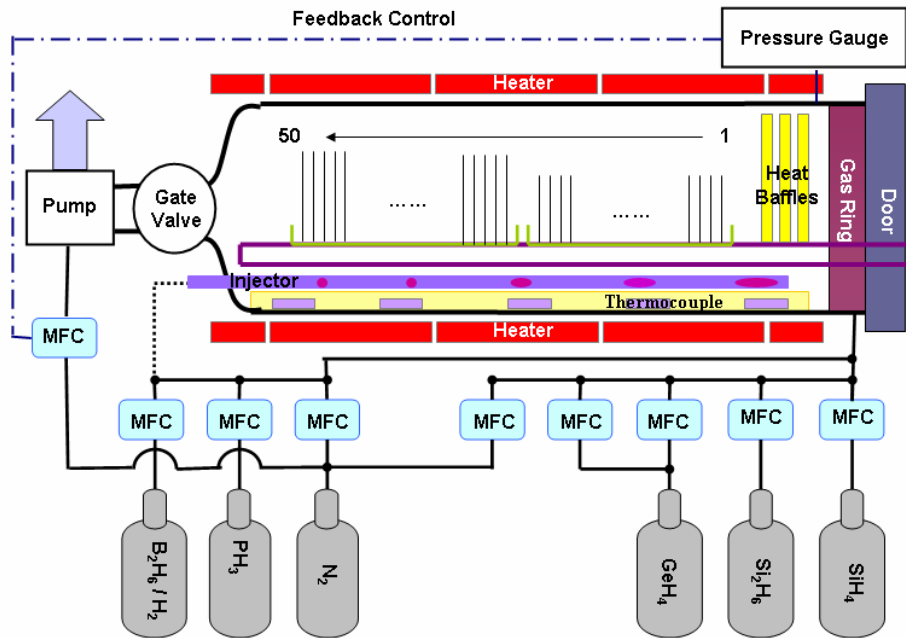 Feedback Control
Pressure Gauge
Heater
50
1
Heat
Baffles
Gas Ring
Door
Pump
Gate
Valve
Injector
Thermocouple
Heater
MFC
MFC
MFC
MFC
MFC
MFC
MFC
MFC
MFC
B₂H₆ / H₂
PH₃
N₂
GeH₄
Si₂H₆
SiH₄